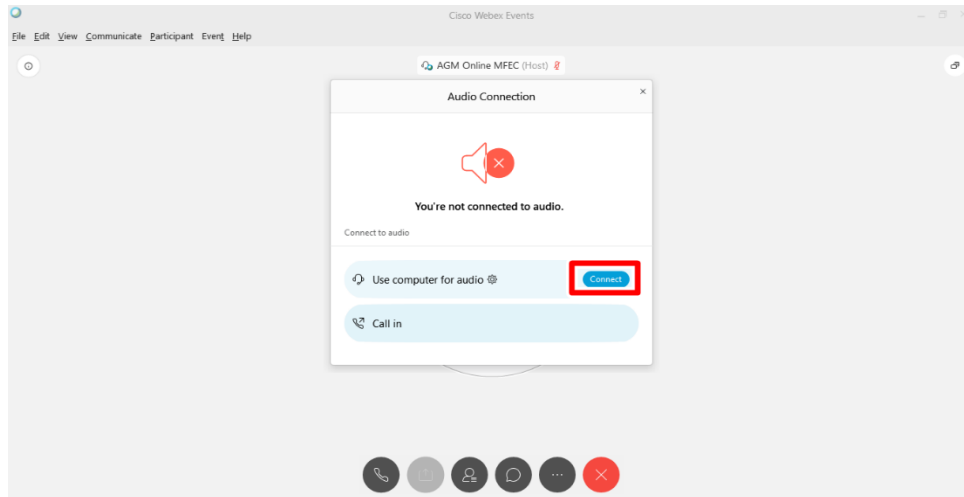 Cisco Webex Events
File Edit View Communicate Participant Event Help
AGM Online MFEC (Host)
Audio Connection
You're not connected to audio.
Connect to audio
Use computer for audio
Connect
Call in